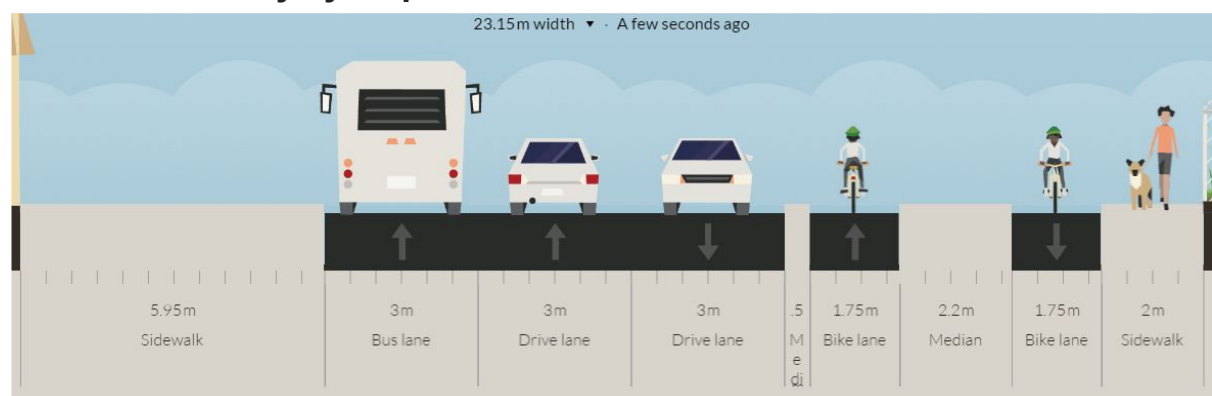 23.15m width ▾ · A few seconds ago
5.95m 3m 3m 3m .5 1.75m 2.2m 1.75m 2m
Sidewalk Bus lane Drive lane Drive lane M Bike lane Median Bike lane Sidewalk
e
di